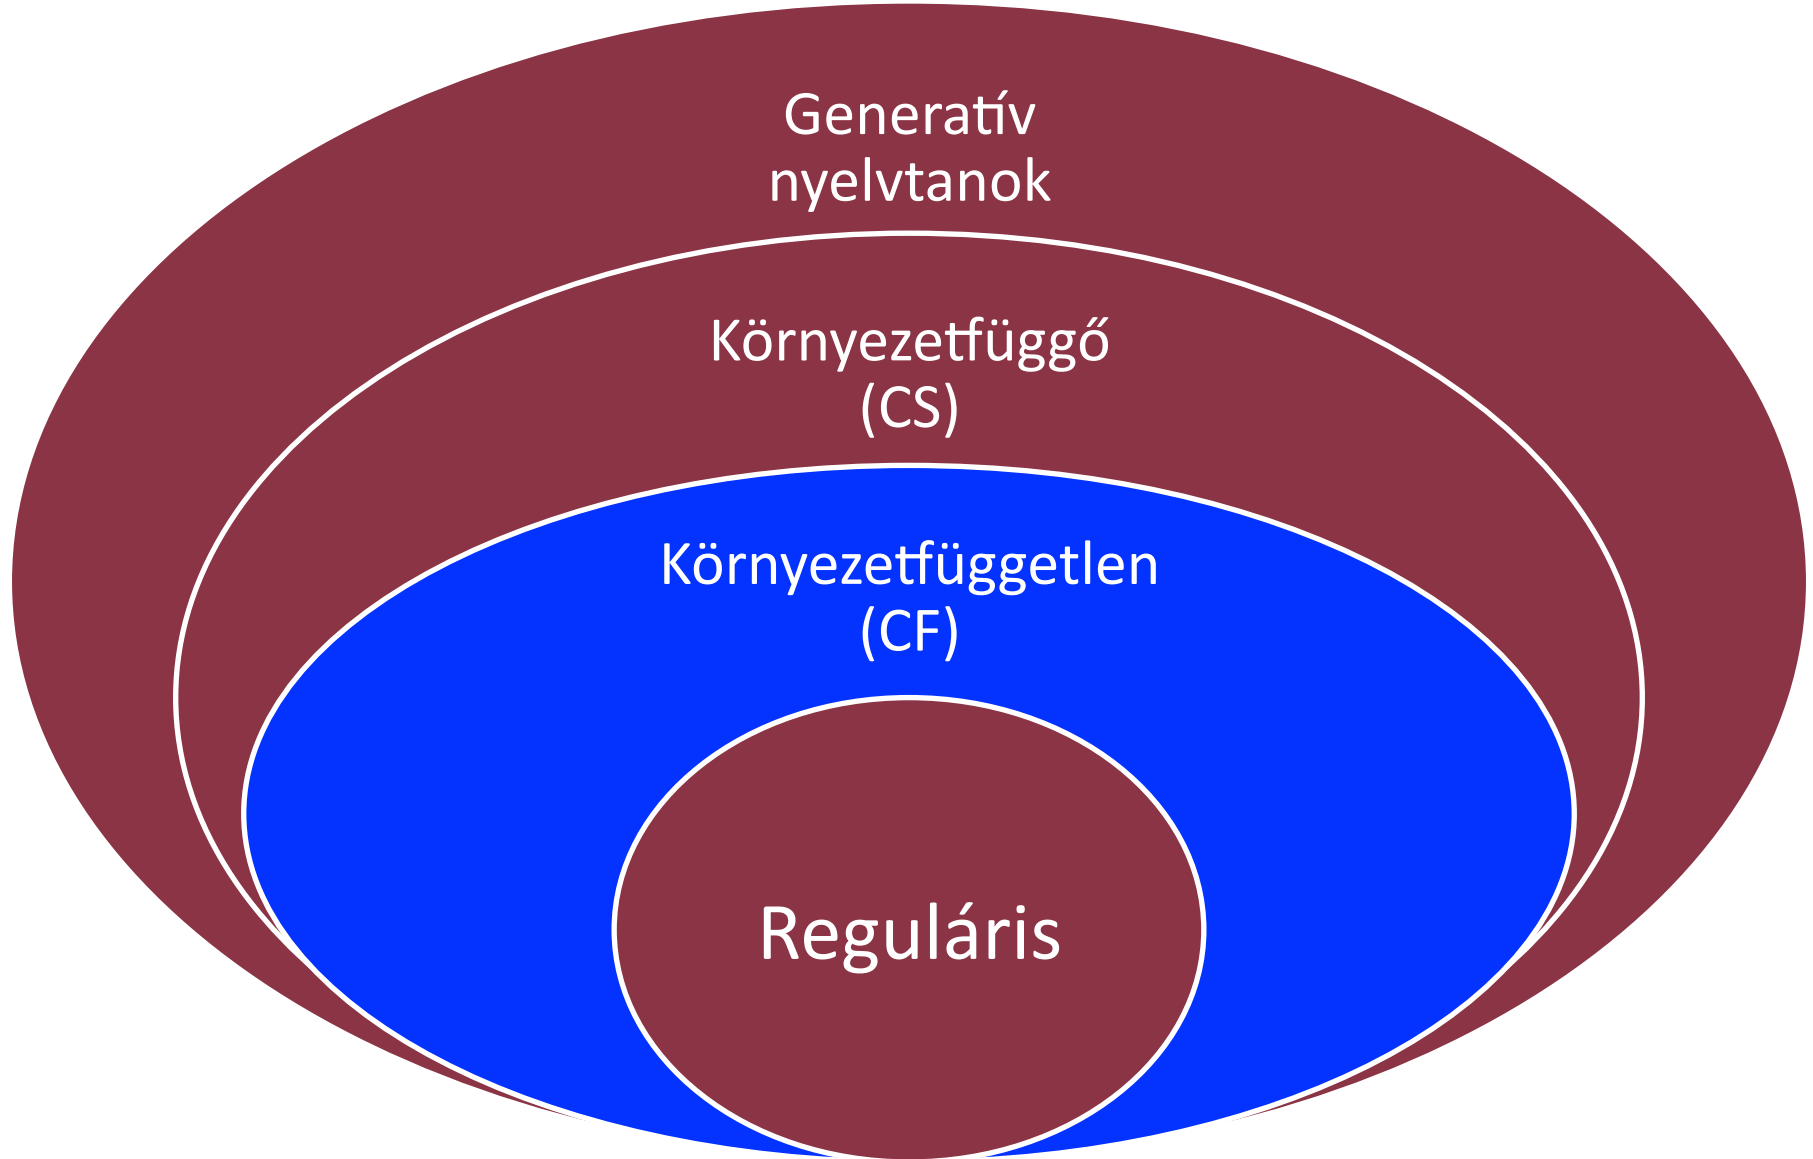 Generatív
nyelvtanok
Környezetfüggő
(CS)
Környezetfüggetlen
(CF)
Reguláris